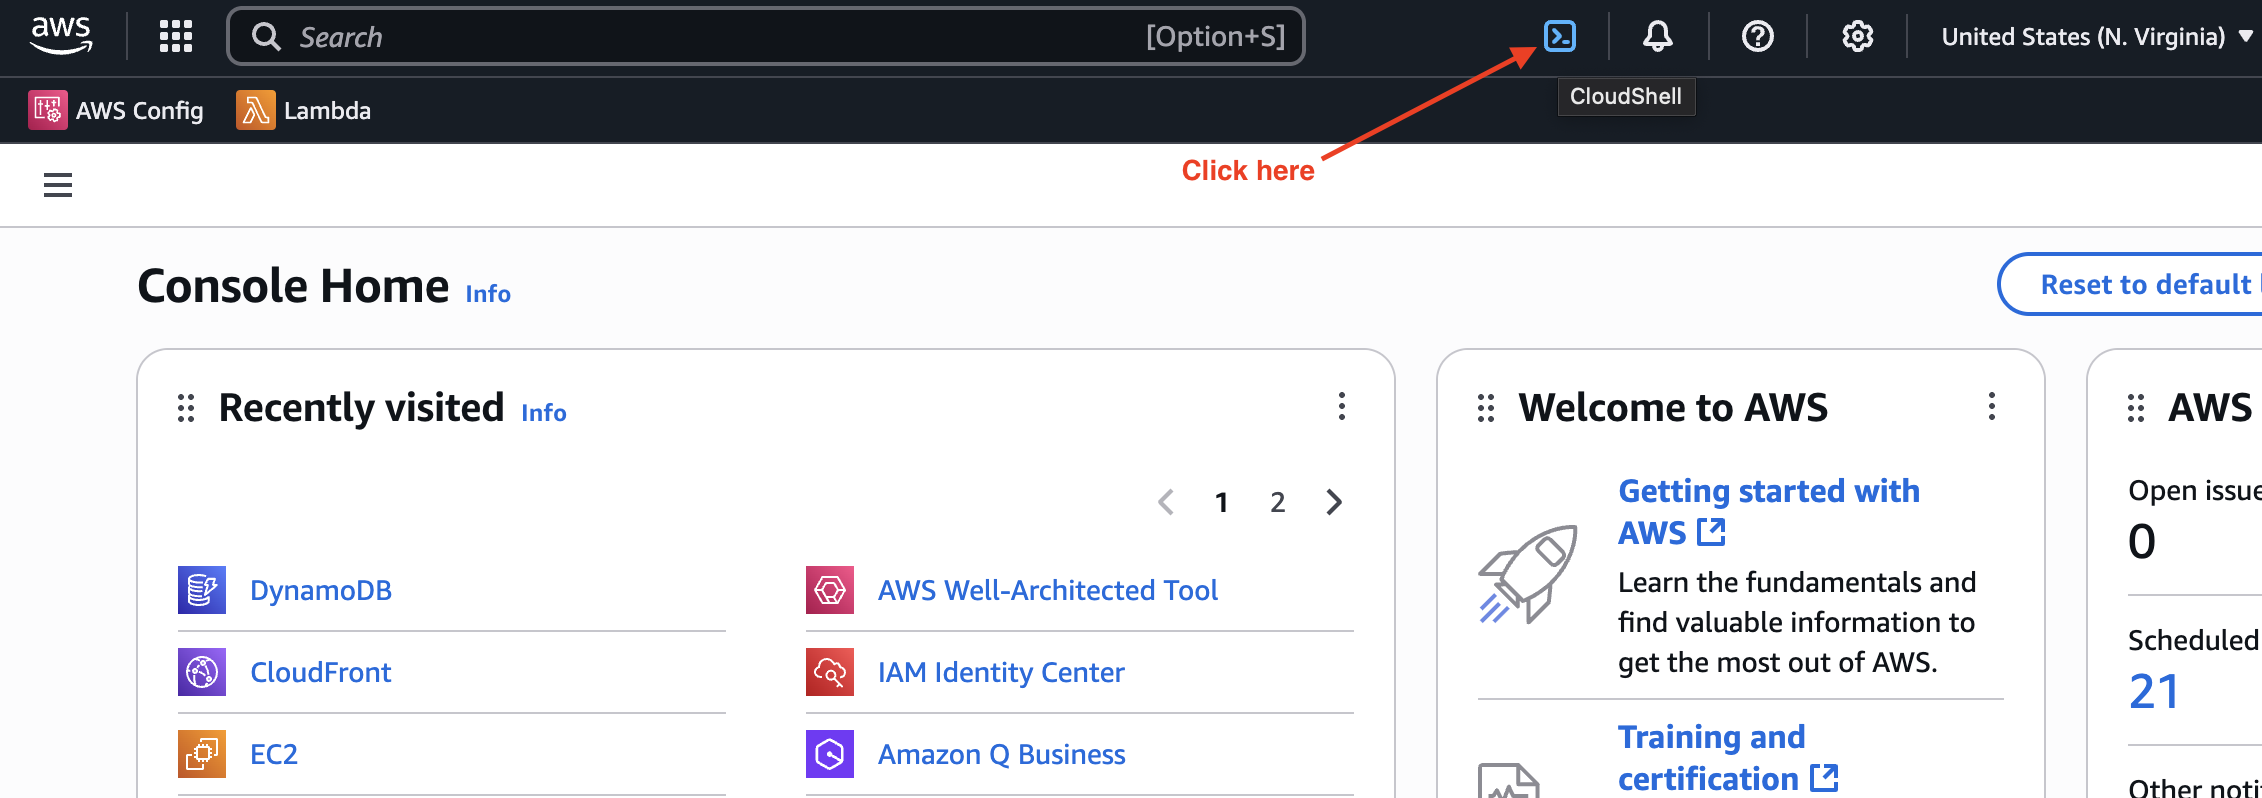 aws
Search [Option+S]
United States (N. Virginia)
CloudShell
AWS Config Lambda
Click here
Console Home Info
Reset to default
Recently visited Info
1 2
DynamoDB
AWS Well-Architected Tool
CloudFront
IAM Identity Center
EC2
Amazon Q Business
Welcome to AWS
Getting started with
AWS
Learn the fundamentals and
find valuable information to
get the most out of AWS.
Training and
certification
AWS
Open issue
0
Scheduled
21
Other noti